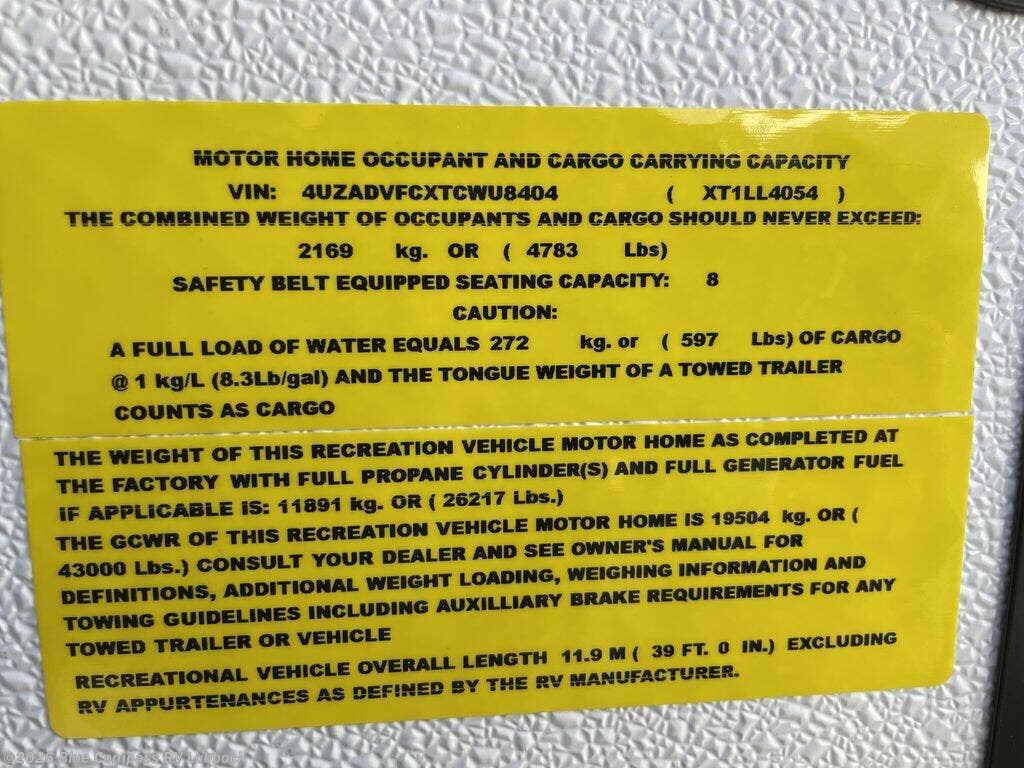 MOTOR HOME OCCUPANT AND CARGO CARRYING CAPACITY
VIN: 4UZADVFCXTCWU8404 ( XT1LL4054 )
THE COMBINED WEIGHT OF OCCUPANTS AND CARGO SHOULD NEVER EXCEED:
2169 kg. OR ( 4783 Lbs)
SAFETY BELT EQUIPPED SEATING CAPACITY: 8
CAUTION:
A FULL LOAD OF WATER EQUALS 272 kg. or ( 597 Lbs) OF CARGO
@ 1 kg/L (8.3Lb/gal) AND THE TONGUE WEIGHT OF A TOWED TRAILER
COUNTS AS CARGO
THE WEIGHT OF THIS RECREATION VEHICLE MOTOR HOME AS COMPLETED AT
THE FACTORY WITH FULL PROPANE CYLINDER(S) AND FULL GENERATOR FUEL
IF APPLICABLE IS: 11891 kg. OR ( 26217 Lbs.)
THE GCWR OF THIS RECREATION VEHICLE MOTOR HOME IS 19504 kg. OR (
43000 Lbs.) CONSULT YOUR DEALER AND SEE OWNER'S MANUAL FOR
DEFINITIONS, ADDITIONAL WEIGHT LOADING, WEIGHING INFORMATION AND
TOWING GUIDELINES INCLUDING AUXILLIARY BRAKE REQUIREMENTS FOR ANY
TOWED TRAILER OR VEHICLE
RECREATIONAL VEHICLE OVERALL LENGTH 11.9 M ( 39 FT. 0 IN.) EXCLUDING
RV APPURTENANCES AS DEFINED BY THE RV MANUFACTURER.
©2026 Blue Compass RV Lubbock